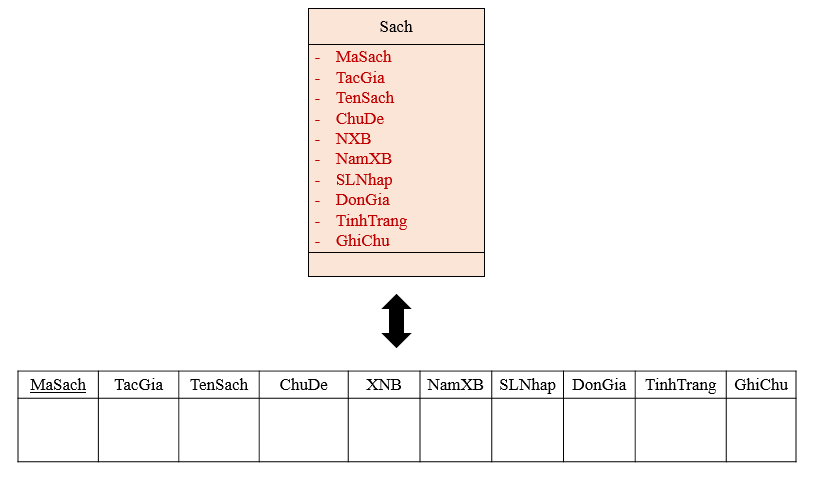 Sach
- MaSach
- TacGia
- TenSach
- ChuDe
- NXB
- NamXB
- SLNhap
- DonGia
- TinhTrang
- GhiChu
MaSach TacGia TenSach ChuDe XNB NamXB SLNhap DonGia TinhTrang GhiChu